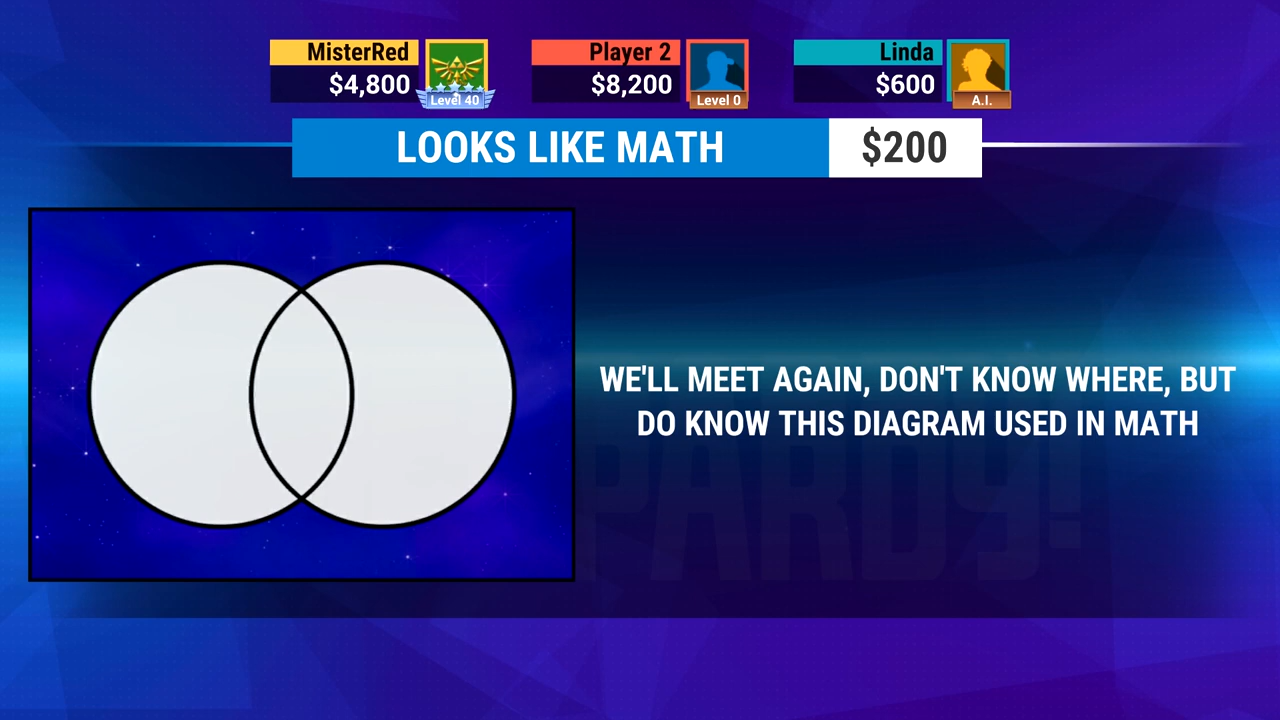 MisterRed
$4,800
Level 40
Player 2
$8,200
Level 0
Linda
$600
A.I.
LOOKS LIKE MATH
$200
WE'LL MEET AGAIN, DON'T KNOW WHERE, BUT
DO KNOW THIS DIAGRAM USED IN MATH